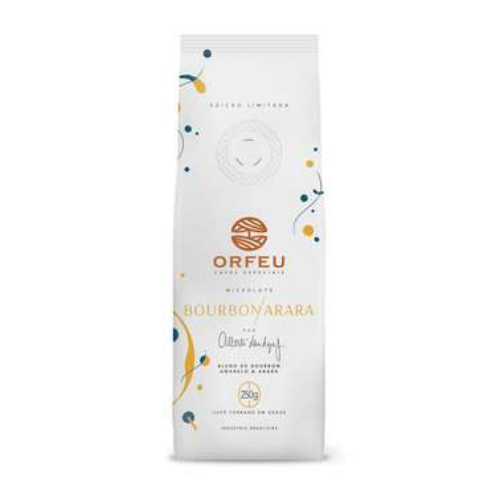 EDIÇÃO LIMITADA
ORFEU
CAFÉS ESPECIAIS
MICROLOTE
BOURBON/ARARA
POR
BLEND DE BOURBON
AMARELO & ARARA
250g
CAFÉ TORRADO EM GRÃOS
INDÚSTRIA BRASILEIRA